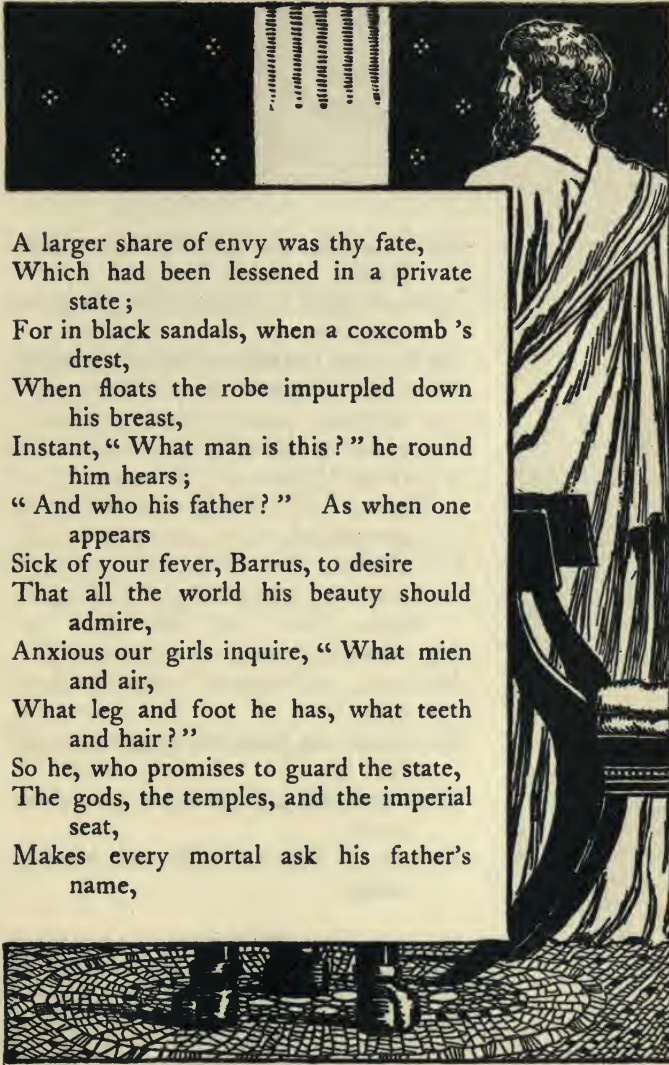 A larger share of envy was thy fate,
Which had been lessened in a private
state ;
For in black sandals, when a coxcomb 's
drest,
When floats the robe impurpled down
his breast,
Instant, “ What man is this ? ” he round
him hears ;
“ And who his father ? ” As when one
appears
Sick of your fever, Barrus, to desire
That all the world his beauty should
admire,
Anxious our girls inquire, “ What mien
and air,
What leg and foot he has, what teeth
and hair ? ”
So he, who promises to guard the state,
The gods, the temples, and the imperial
seat,
Makes every mortal ask his father's
name,